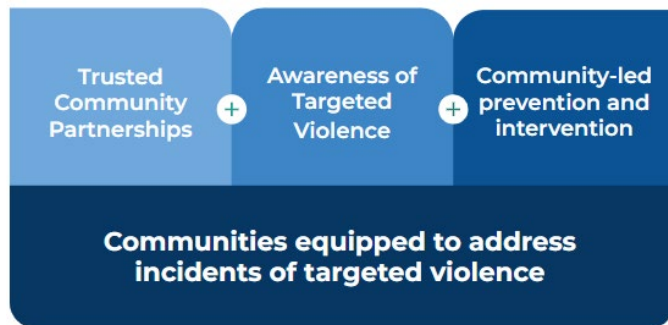 Trusted
Community
Partnerships
+
Awareness of
Targeted
Violence
+
Community-led
prevention and
intervention
Communities equipped to address
incidents of targeted violence